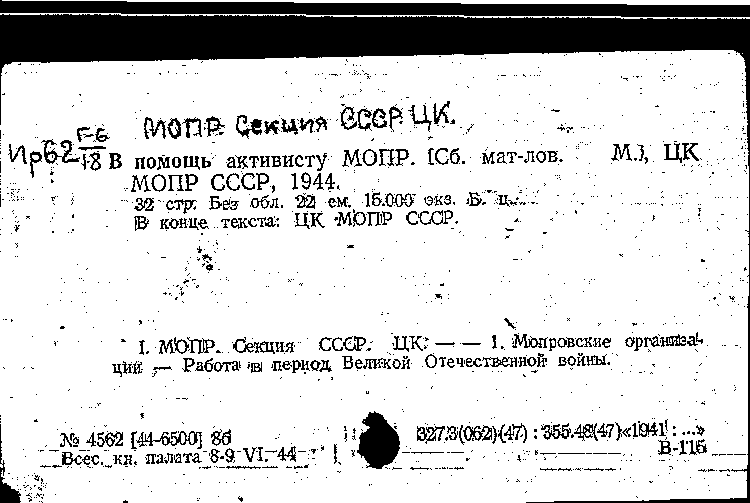 МОПР. Секция СССР. ЦК.
Ир62 Г-6/18
В помощь активисту МОПР. [Сб. мат-лов. М.], ЦК
МОПР СССР, 1944.
32 стр. Без обл. 22 см. 15.000 экз. Б. ц.
В конце текста: ЦК МОПР СССР.
I. МОПР. Секция СССР. ЦК. — — 1. Мопровские организа-
ции — Работа в период Великой Отечественной войны.
№ 4562 [44-6500] 8б
Всес. кн. палата 8-9 VI. 44
327.3(062)(47) : 355.48(47)«1941 : ...»
В-115